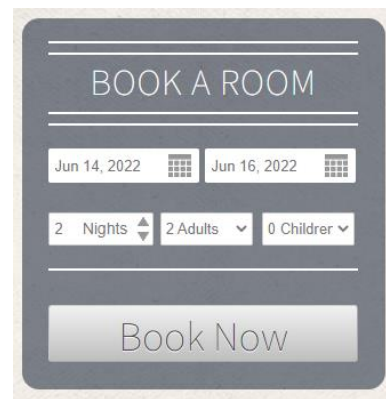 BOOK A ROOM
Jun 14, 2022 Jun 16, 2022
2 Nights 2 Adults 0 Childrer
Book Now